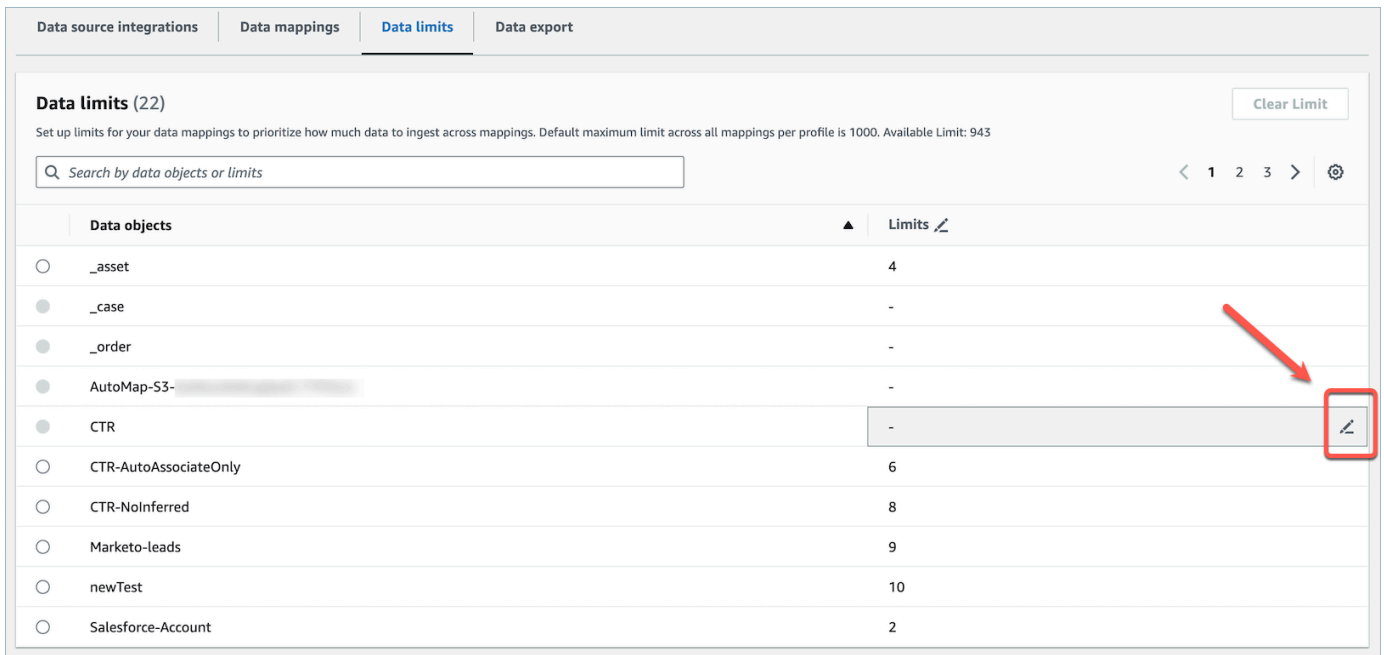 Data source integrations Data mappings Data limits Data export
Data limits (22)
Clear Limit
Set up limits for your data mappings to prioritize how much data to ingest across mappings. Default maximum limit across all mappings per profile is 1000. Available Limit: 943
Search by data objects or limits
1 2 3
Data objects Limits
_asset 4
_case -
_order -
AutoMap-S3- -
CTR -
CTR-AutoAssociateOnly 6
CTR-NoInferred 8
Marketo-leads 9
newTest 10
Salesforce-Account 2